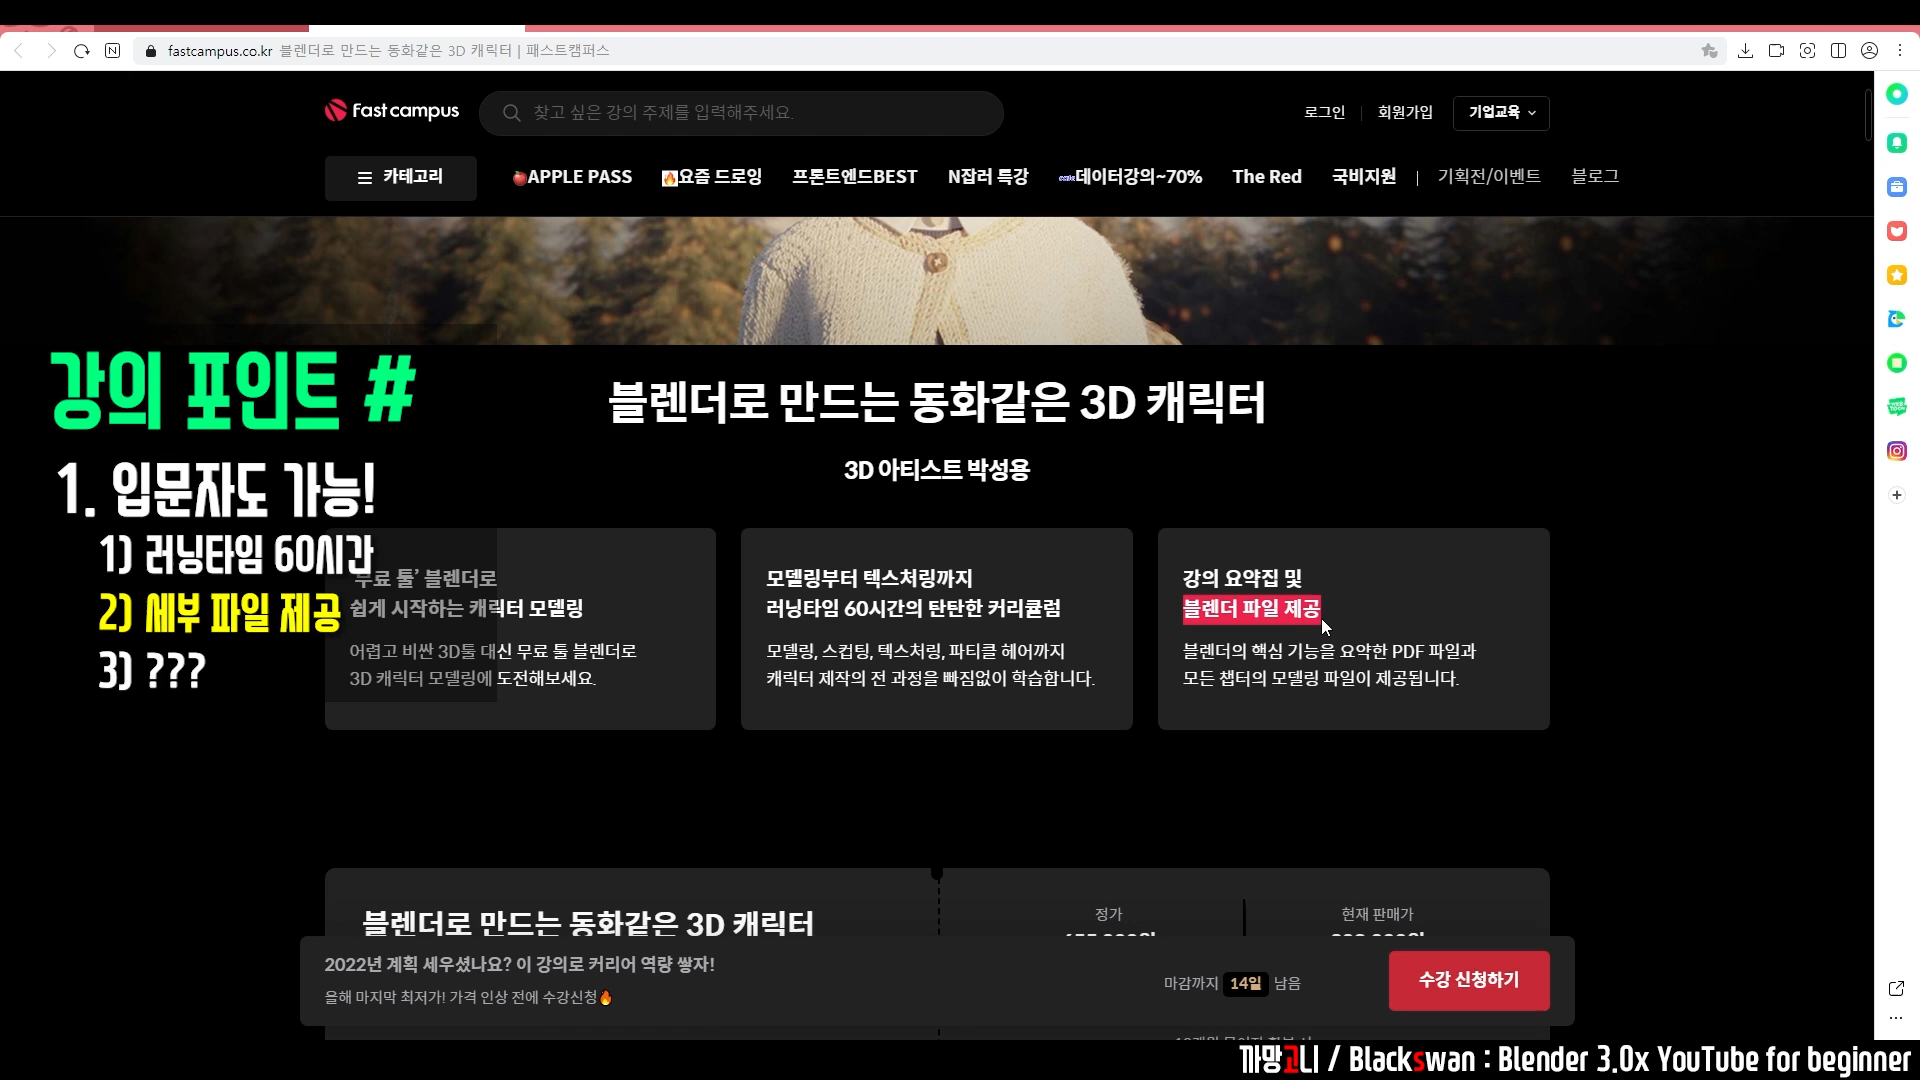 fastcampus.co.kr 블렌더로 만드는 동화같은 3D 캐릭터 | 패스트캠퍼스
Fast campus
찾고 싶은 강의 주제를 입력해주세요.
로그인
회원가입
기업교육
카테고리
APPLE PASS
요즘 드로잉
프론트엔드BEST
N잡러 특강
데이터강의~70%
The Red
국비지원
기획전/이벤트
블로그
강의 포인트 #
1. 입문자도 가능!
1) 러닝타임 60시간
2) 세부 파일 제공
3) ???
블렌더로 만드는 동화같은 3D 캐릭터
3D 아티스트 박성용
무료 툴’ 블렌더로
쉽게 시작하는 캐릭터 모델링
어렵고 비싼 3D툴 대신 무료 툴 블렌더로
3D 캐릭터 모델링에 도전해보세요.
모델링부터 텍스처링까지
러닝타임 60시간의 탄탄한 커리큘럼
모델링, 스컵팅, 텍스처링, 파티클 헤어까지
캐릭터 제작의 전 과정을 빠짐없이 학습합니다.
강의 요약집 및
블렌더 파일 제공
블렌더의 핵심 기능을 요약한 PDF 파일과
모든 챕터의 모델링 파일이 제공됩니다.
블렌더로 만드는 동화같은 3D 캐릭터
정가
현재 판매가
2022년 계획 세우셨나요? 이 강의로 커리어 역량 쌓자!
올해 마지막 최저가! 가격 인상 전에 수강신청🔥
마감까지 14일 남음
수강 신청하기
까망고니 / Blackswan : Blender 3.0x YouTube for beginner